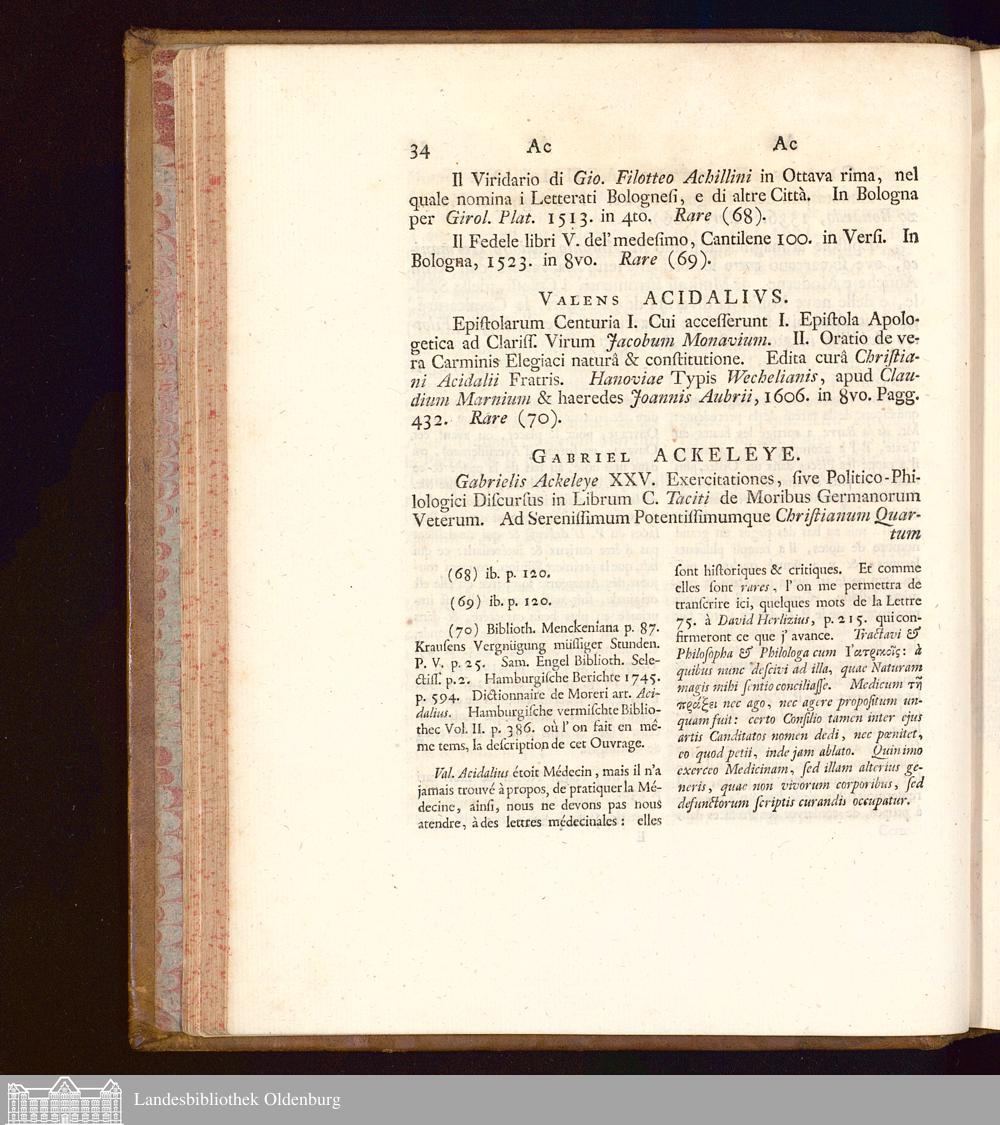 34 Ac Ac
Il Viridario di Gio. Filotteo Achillini in Ottava rima, nel
quale nomina i Letterati Bologneſi, e di altre Città. In Bologna
per Girol. Plat. 1513. in 4to. Rare (68).
Il Fedele libri V. del' medeſimo, Cantilene 100. in Verſi. In
Bologna, 1523. in 8vo. Rare (69).
VALENS ACIDALIVS.
Epiſtolarum Centuria I. Cui acceſſerunt I. Epiſtola Apolo-
getica ad Clariſſ. Virum Jacobum Monavium. II. Oratio de ve-
ra Carminis Elegiaci naturâ & conſtitutione. Edita curâ Chriſtia-
ni Acidalii Fratris. Hanoviae Typis Wechelianis, apud Clau-
dium Marnium & haeredes Joannis Aubrii, 1606. in 8vo. Pagg.
432. Rare (70).
GABRIEL ACKELEYE.
Gabrielis Ackeleye XXV. Exercitationes, ſive Politico-Phi-
lologici Diſcurſus in Librum C. Taciti de Moribus Germanorum
Veterum. Ad Sereniſſimum Potentiſſimumque Chriſtianum Quar-
tum
(68) ib. p. 120.
(69) ib. p. 120.
(70) Biblioth. Menckeniana p. 87.
Krauſens Vergnügung müſſiger Stunden.
P. V. p. 25. Sam. Engel Biblioth. Sele-
ctiſſ. p. 2. Hamburgiſche Berichte 1745.
p. 594. Dictionnaire de Moreri art. Aci-
dalius. Hamburgiſche vermiſchte Biblio-
thec Vol. II. p. 386. où l'on fait en mê-
me tems, la deſcription de cet Ouvrage.
Val. Acidalius étoit Médecin, mais il n'a
jamais trouvé à propos, de pratiquer la Mé-
decine, ainſi, nous ne devons pas nous
atendre, à des lettres médecinales: elles
ſont hiſtoriques & critiques. Et comme
elles ſont rares, l'on me permettra de
tranſcrire ici, quelques mots de la Lettre
75. à David Herlizius, p. 215. qui con-
firmeront ce que j'avance. Tractavi &
Philoſopha & Philologa cum Ἰατρικοῖς: à
quibus nunc deſcivi ad illa, quae Naturam
magis mihi ſentio conciliaſſe. Medicum τῇ
πράξει nec ago, nec agere propoſitum un-
quam fuit: certo Conſilio tamen inter ejus
artis Canditatos nomen dedi, nec pœnitet,
eo quod petii, inde jam ablato. Quin imo
exerceo Medicinam, ſed illam alterius ge-
neris, quae non vivorum corporibus, ſed
defunctorum ſcriptis curandis occupatur.
Landesbibliothek Oldenburg